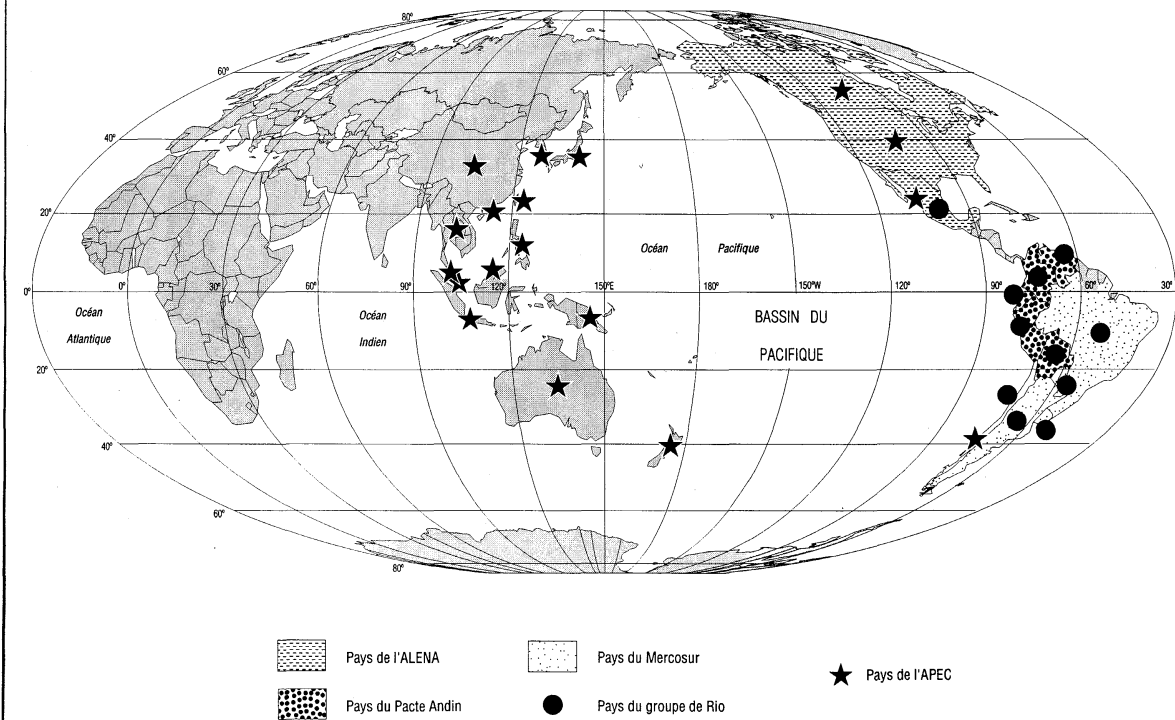 80°
60°
40°
20°
Océan Pacifique
0° 0° 30° 60° 90° 120° 150°E 180° 150°W 120° 90° 60° 30°
Océan
Atlantique
Océan
Indien
BASSIN DU
PACIFIQUE
20°
40°
60°
80°
Pays de l'ALENA
Pays du Mercosur
Pays de l'APEC
Pays du Pacte Andin
Pays du groupe de Rio